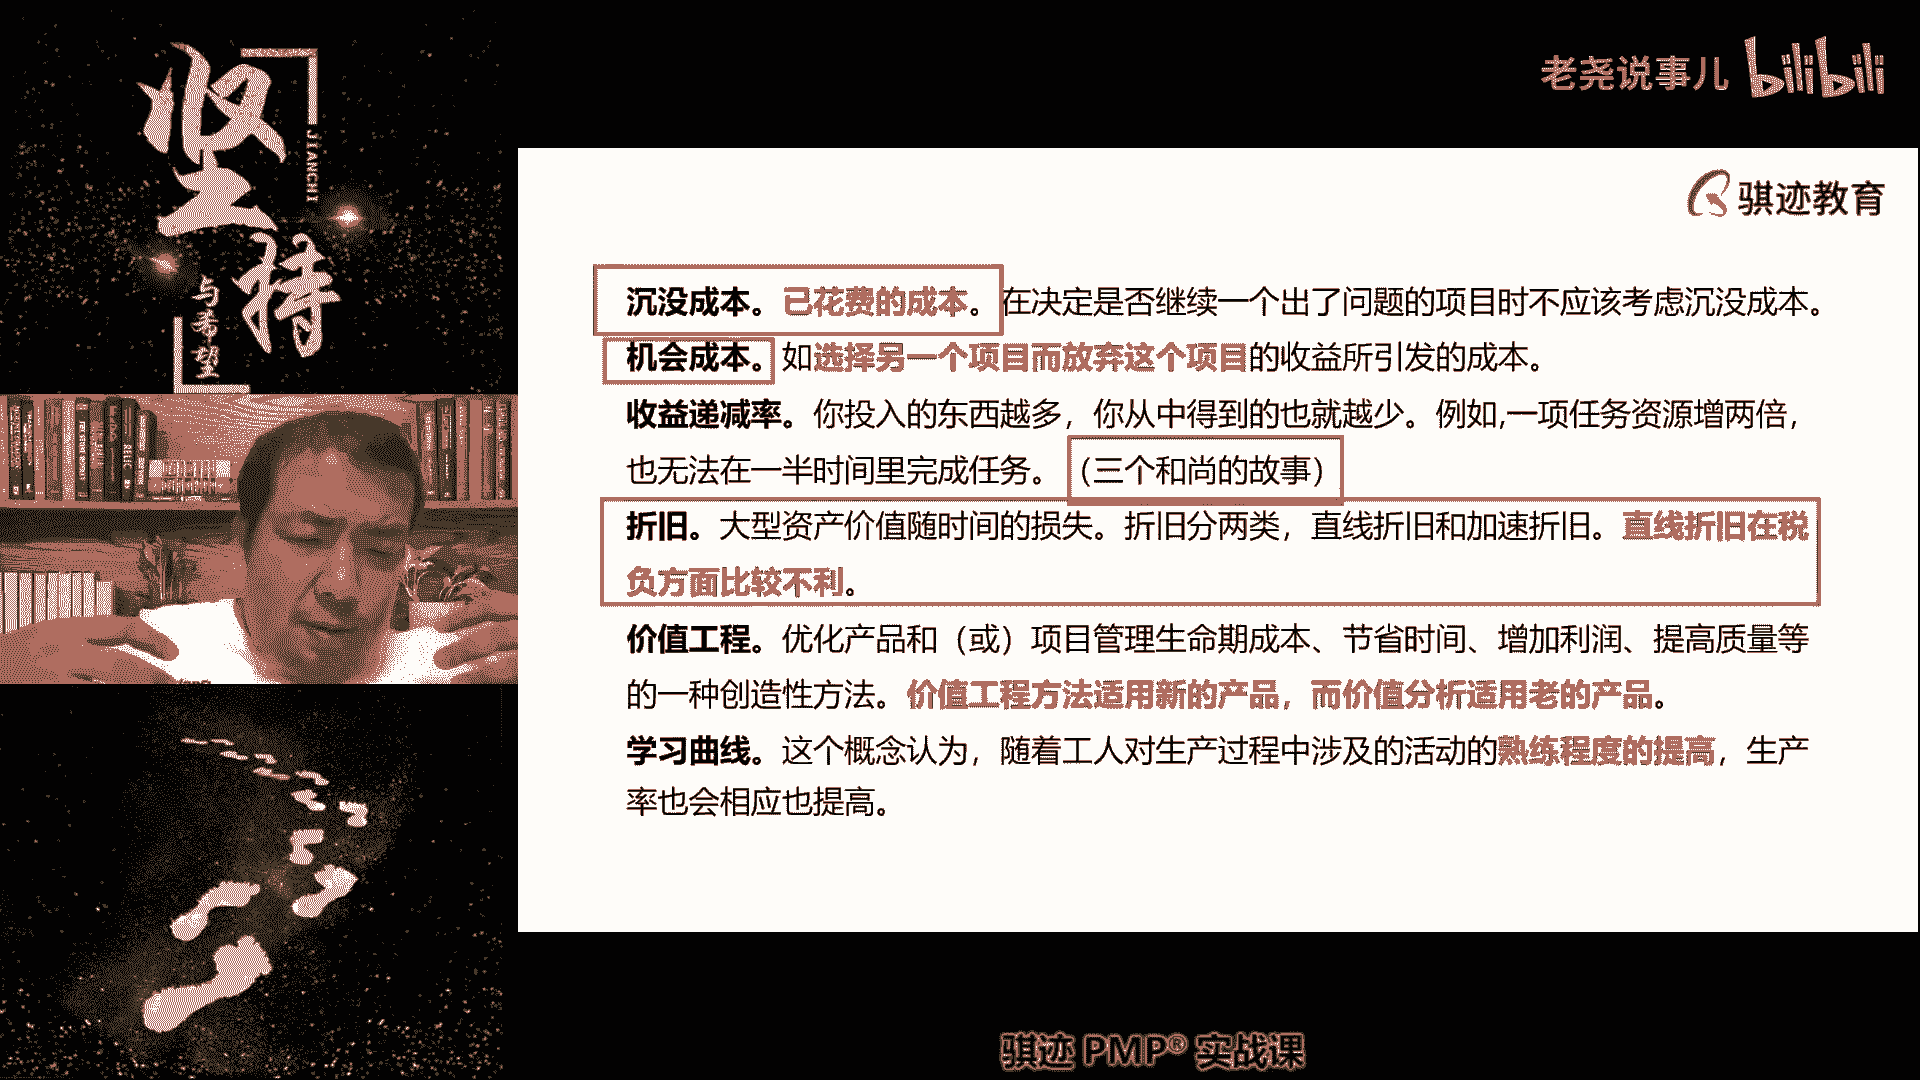 坚持
JIANCHI
与希望
老尧说事儿 bilibili
骐迹教育
沉没成本。已花费的成本。在决定是否继续一个出了问题的项目时不应该考虑沉没成本。
机会成本。如选择另一个项目而放弃这个项目的收益所引发的成本。
收益递减率。你投入的东西越多，你从中得到的也就越少。例如,一项任务资源增两倍，
也无法在一半时间里完成任务。（三个和尚的故事）
折旧。大型资产价值随时间的损失。折旧分两类，直线折旧和加速折旧。直线折旧在税
负方面比较不利。
价值工程。优化产品和（或）项目管理生命期成本、节省时间、增加利润、提高质量等
的一种创造性方法。价值工程方法适用新的产品，而价值分析适用老的产品。
学习曲线。这个概念认为，随着工人对生产过程中涉及的活动的熟练程度的提高，生产
率也会相应也提高。
骐迹 PMP® 实战课